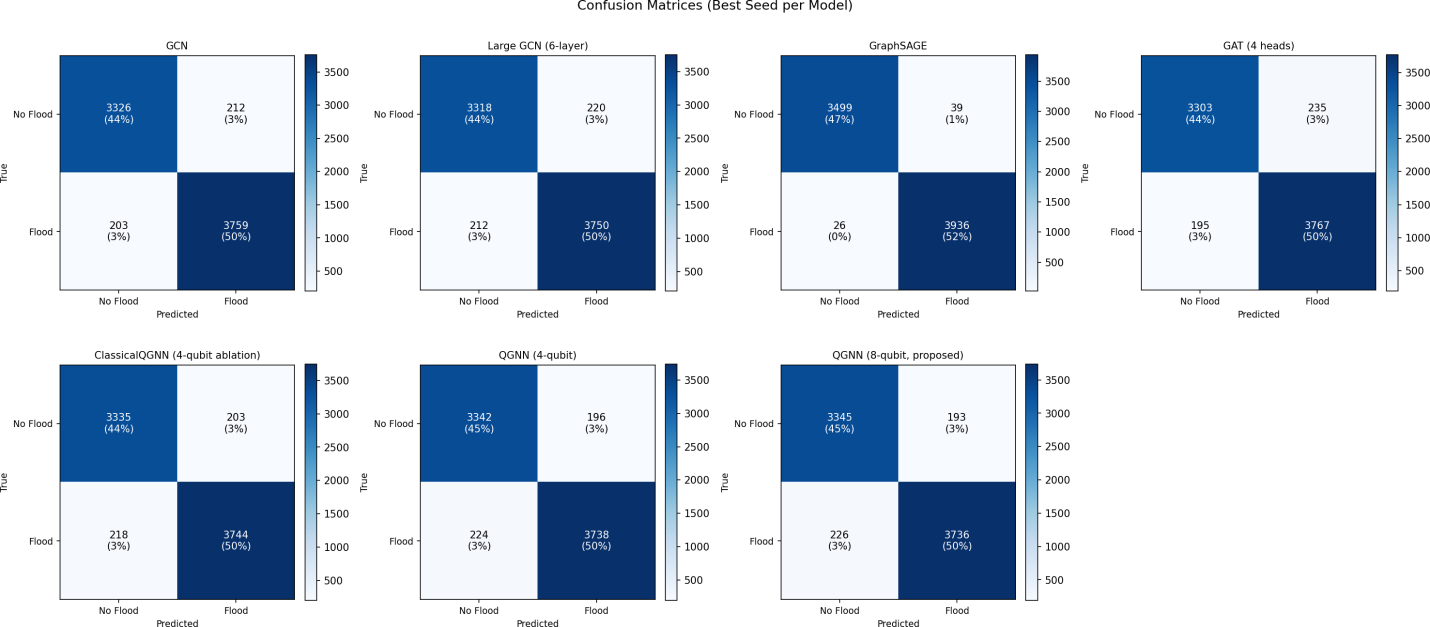 Confusion Matrices (Best Seed per Model)
GCN
No Flood
Flood
True
3326
(44%)
212
(3%)
203
(3%)
3759
(50%)
No Flood
Flood
Predicted
3500
3000
2500
2000
1500
1000
500
Large GCN (6-layer)
No Flood
Flood
True
3318
(44%)
220
(3%)
212
(3%)
3750
(50%)
No Flood
Flood
Predicted
3500
3000
2500
2000
1500
1000
500
GraphSAGE
No Flood
Flood
True
3499
(47%)
39
(1%)
26
(0%)
3936
(52%)
No Flood
Flood
Predicted
3500
3000
2500
2000
1500
1000
500
GAT (4 heads)
No Flood
Flood
True
3303
(44%)
235
(3%)
195
(3%)
3767
(50%)
No Flood
Flood
Predicted
3500
3000
2500
2000
1500
1000
500
ClassicalQGNN (4-qubit ablation)
No Flood
Flood
True
3335
(44%)
203
(3%)
218
(3%)
3744
(50%)
No Flood
Flood
Predicted
3500
3000
2500
2000
1500
1000
500
QGNN (4-qubit)
No Flood
Flood
True
3342
(45%)
196
(3%)
224
(3%)
3738
(50%)
No Flood
Flood
Predicted
3500
3000
2500
2000
1500
1000
500
QGNN (8-qubit, proposed)
No Flood
Flood
True
3345
(45%)
193
(3%)
226
(3%)
3736
(50%)
No Flood
Flood
Predicted
3500
3000
2500
2000
1500
1000
500